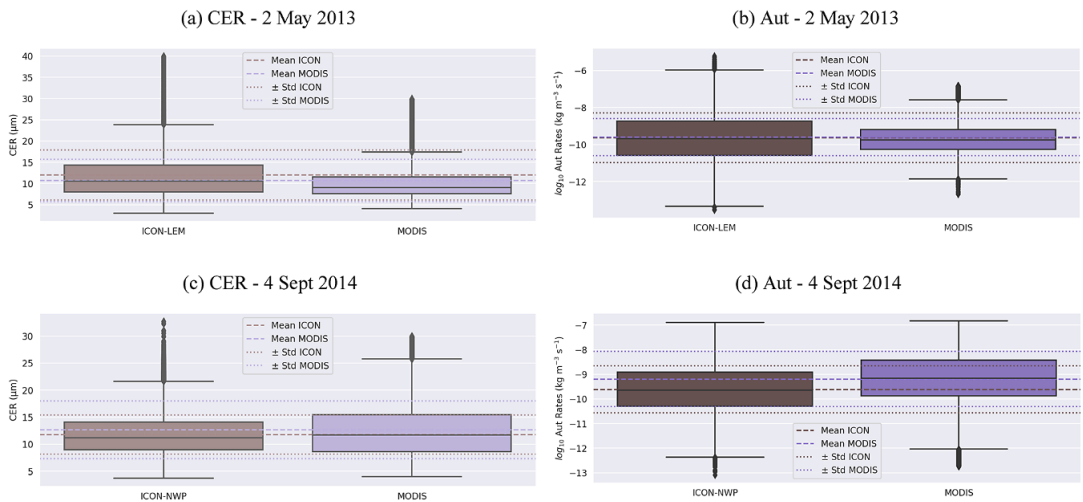 (a) CER - 2 May 2013
40
35
30
25
20
15
10
5
CER (μm)
Mean ICON
Mean MODIS
± Std ICON
± Std MODIS
ICON-LEM
MODIS
(b) Aut - 2 May 2013
−6
−8
−10
−12
log₁₀ Aut Rates (kg m⁻³ s⁻¹)
Mean ICON
Mean MODIS
± Std ICON
± Std MODIS
ICON-LEM
MODIS
(c) CER - 4 Sept 2014
30
25
20
15
10
5
CER (μm)
Mean ICON
Mean MODIS
± Std ICON
± Std MODIS
ICON-NWP
MODIS
(d) Aut - 4 Sept 2014
−7
−8
−9
−10
−11
−12
−13
log₁₀ Aut Rates (kg m⁻³ s⁻¹)
Mean ICON
Mean MODIS
± Std ICON
± Std MODIS
ICON-NWP
MODIS